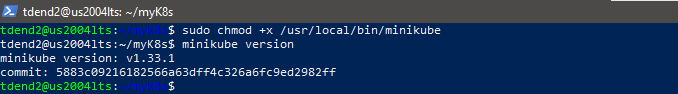 tdend2@us2004lts: ~/myK8s
tdend2@us2004lts:~/myK8s$ sudo chmod +x /usr/local/bin/minikube
tdend2@us2004lts:~/myK8s$ minikube version
minikube version: v1.33.1
commit: 5883c09216182566a63dff4c326a6fc9ed2982ff
tdend2@us2004lts:~/myK8s$